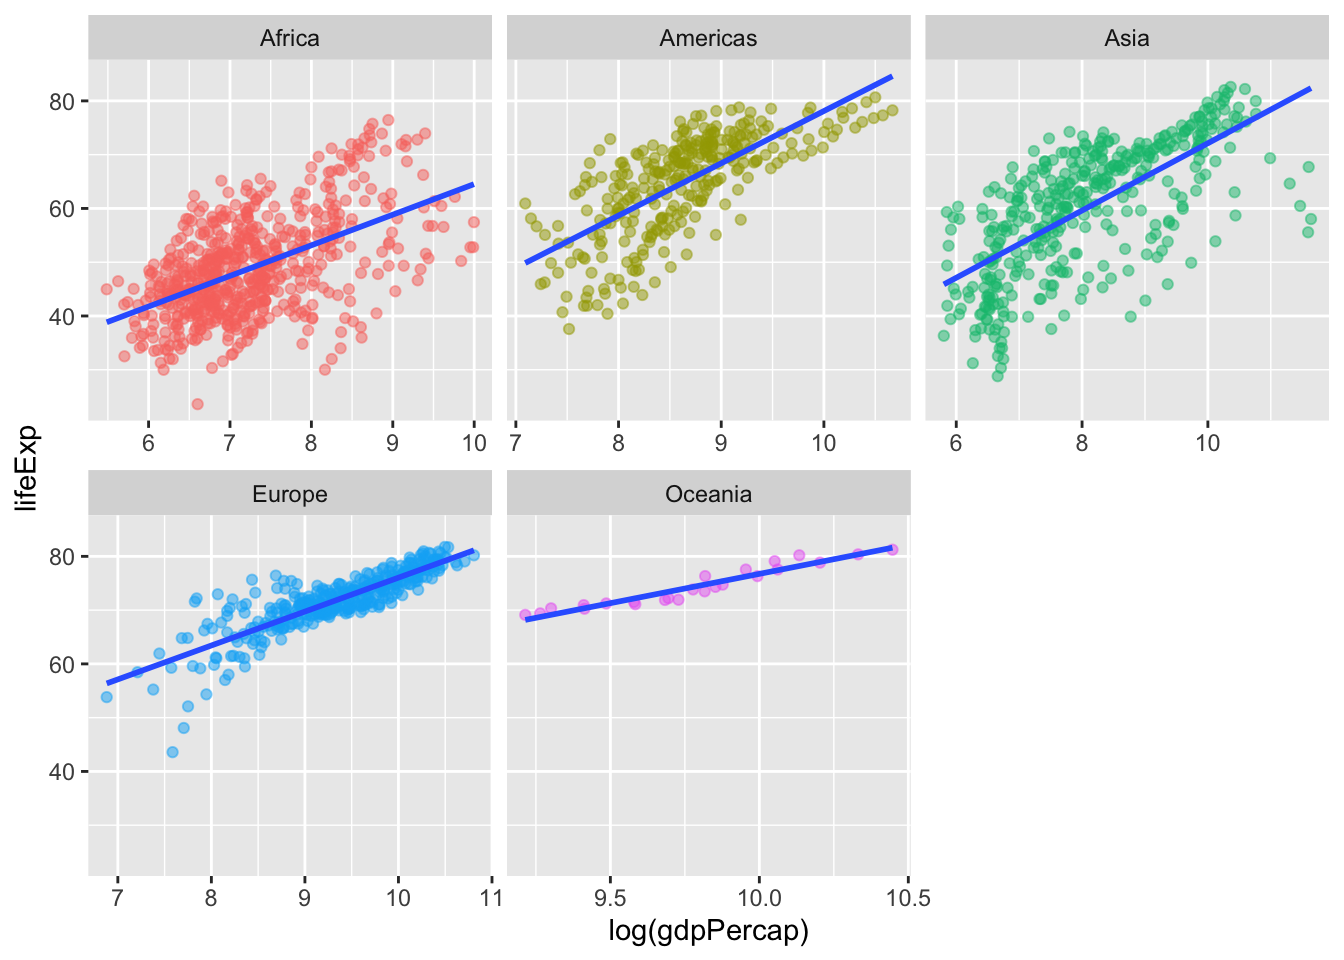 Africa Americas Asia
80
60
40
6 7 8 9 10 7 8 9 10 6 8 10
lifeExp
Europe Oceania
80
60
40
7 8 9 10 11 9.5 10.0 10.5
log(gdpPercap)